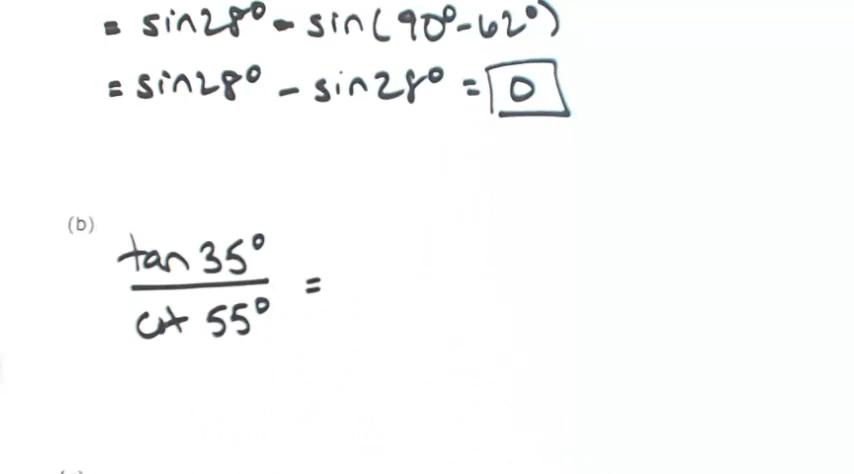 = sin28° - sin(90°-62°)
= sin28° - sin28° = 0
(b)
tan 35°
cot 55° =